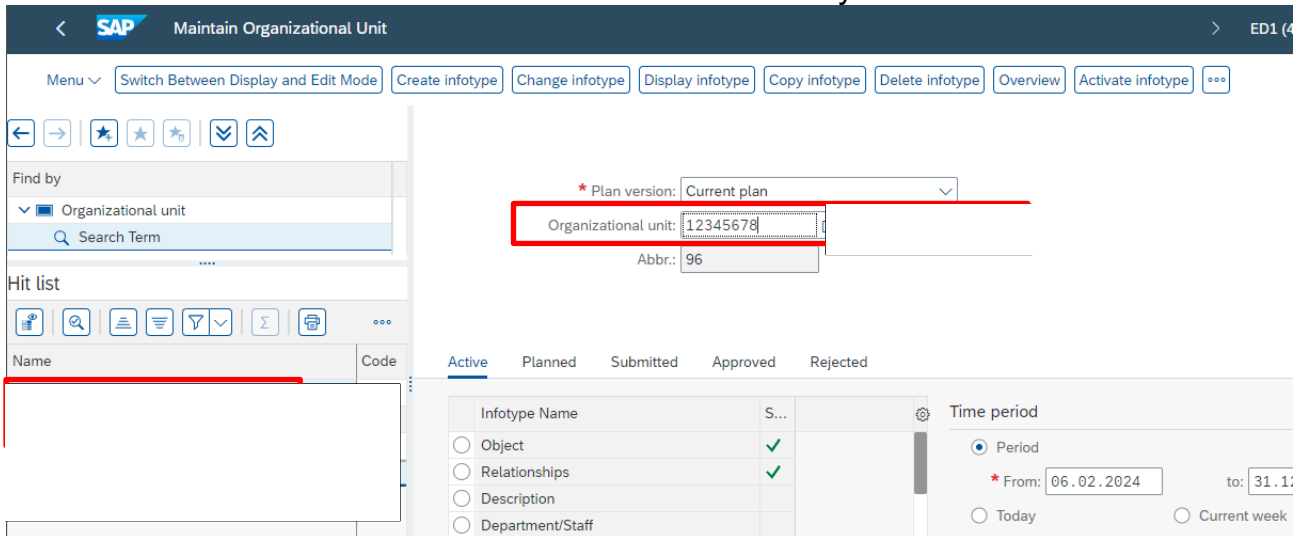 SAP Maintain Organizational Unit ED1 (4
Menu Switch Between Display and Edit Mode Create infotype Change infotype Display infotype Copy infotype Delete infotype Overview Activate infotype
Find by
Organizational unit
Search Term
* Plan version: Current plan
Organizational unit: 12345678
Abbr.: 96
Hit list
Name Code
Active Planned Submitted Approved Rejected
Infotype Name S...
Object
Relationships
Description
Department/Staff
Time period
Period
* From: 06.02.2024 to: 31.12
Today Current week